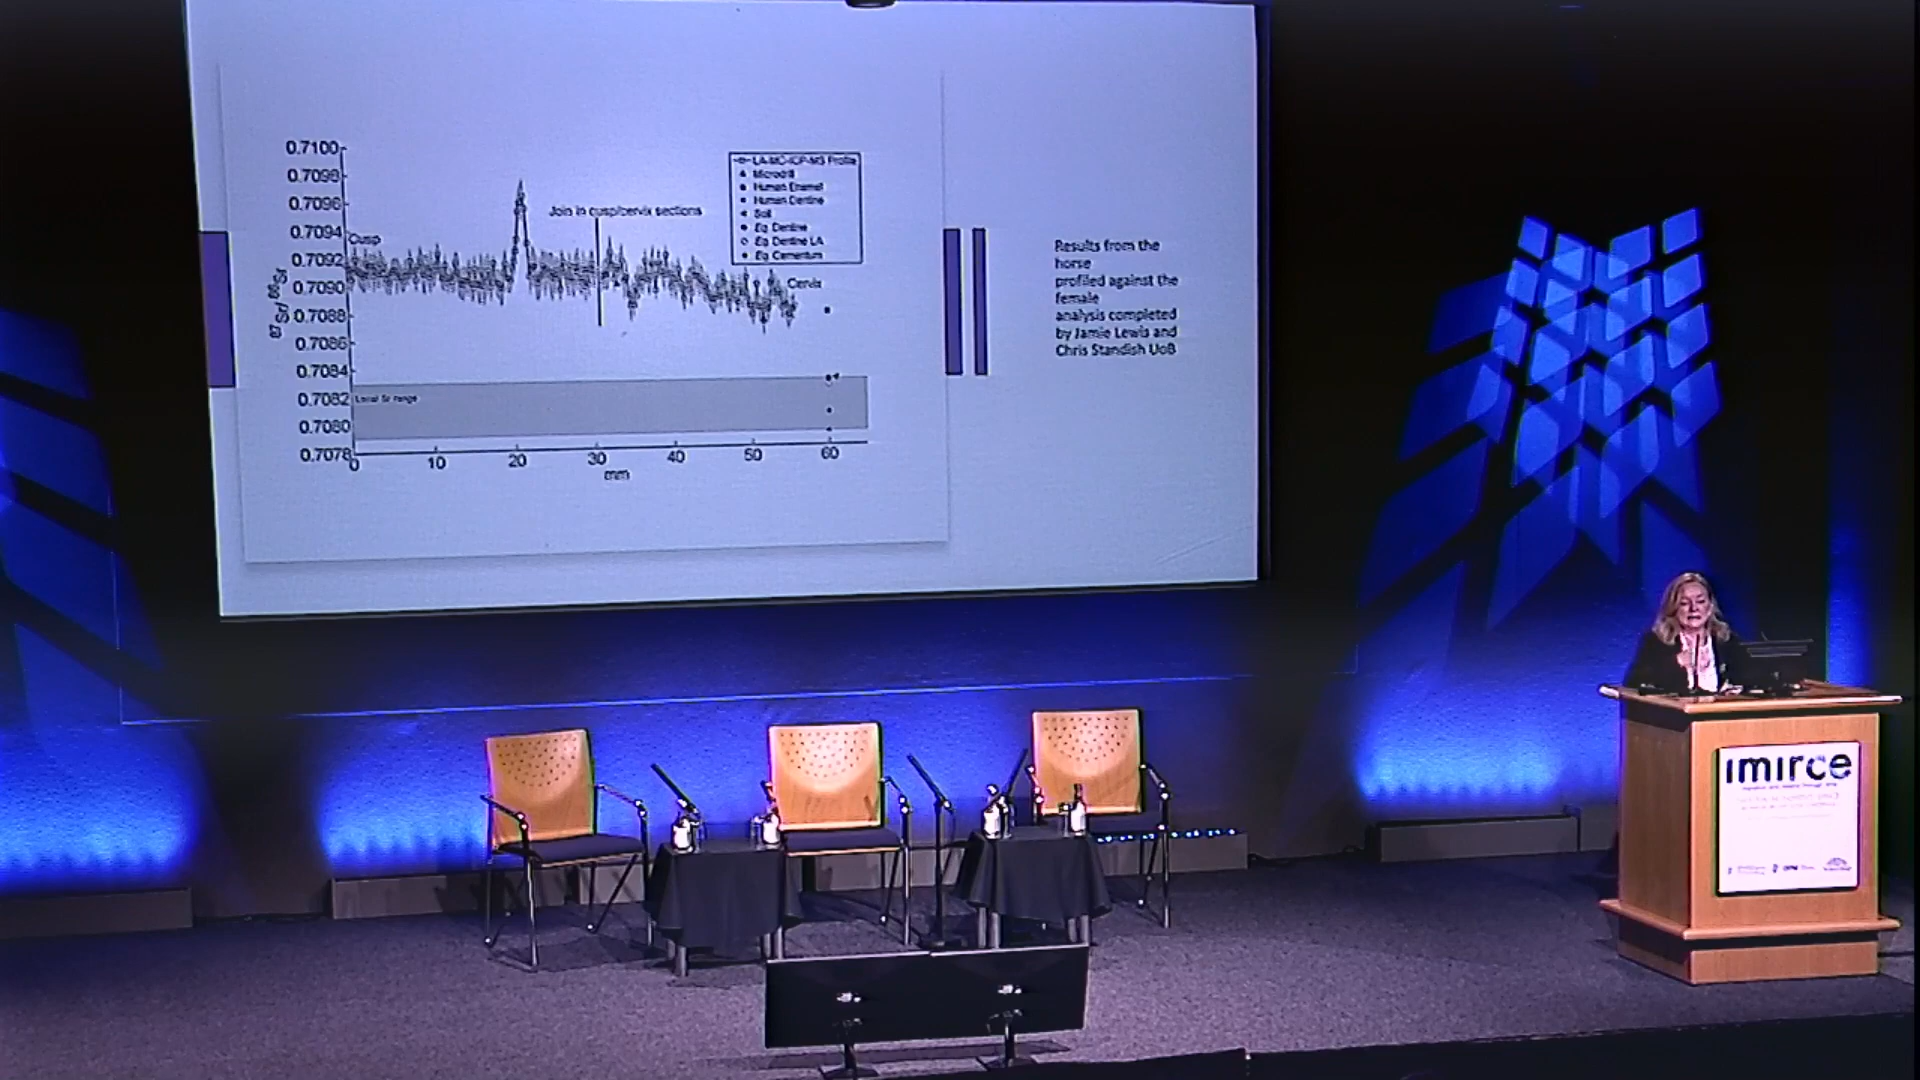 0.7100
0.7098
0.7096
0.7094
0.7092
0.7090
0.7088
0.7086
0.7084
0.7082
0.7080
0.7078
⁸⁷Sr/⁸⁶Sr
Cusp
Join in cusp/cervix sections
Cervix
Local Sr range
0 10 20 30 40 50 60
mm
LA-MC-ICP-MS Profile
Microdrill
Human Enamel
Human Dentine
Soil
Eq Dentine
Eq Dentine LA
Eq Cementum
Results from the
horse
profiled against the
female
analysis completed
by Jamie Lewis and
Chris Standish UoB
imirce